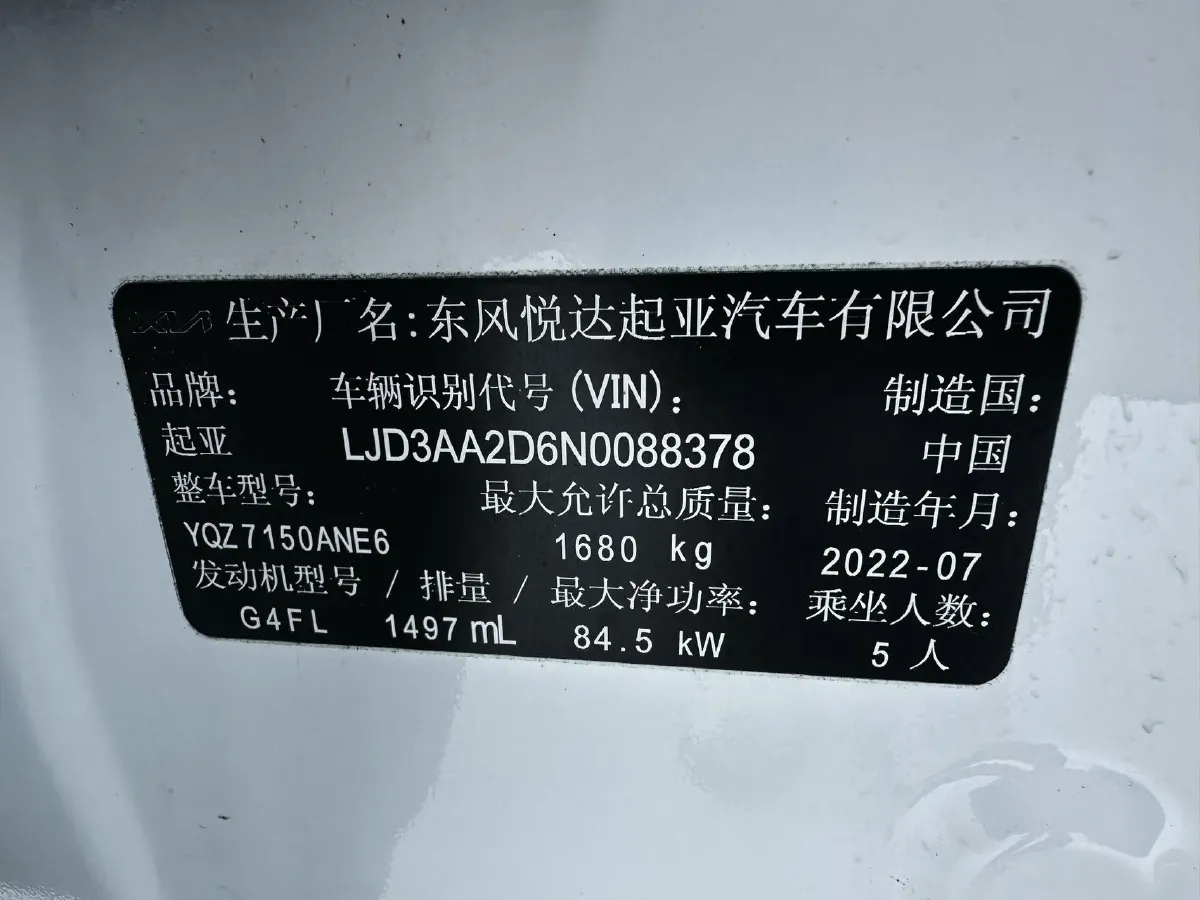 KIA 生产厂名:东风悦达起亚汽车有限公司
品牌: 车辆识别代号(VIN): 制造国:
起亚 LJD3AA2D6N0088378 中国
整车型号: 最大允许总质量: 制造年月:
YQZ7150ANE6 1680 kg 2022-07
发动机型号 / 排量 / 最大净功率: 乘坐人数:
G4FL 1497 mL 84.5 kW 5 人